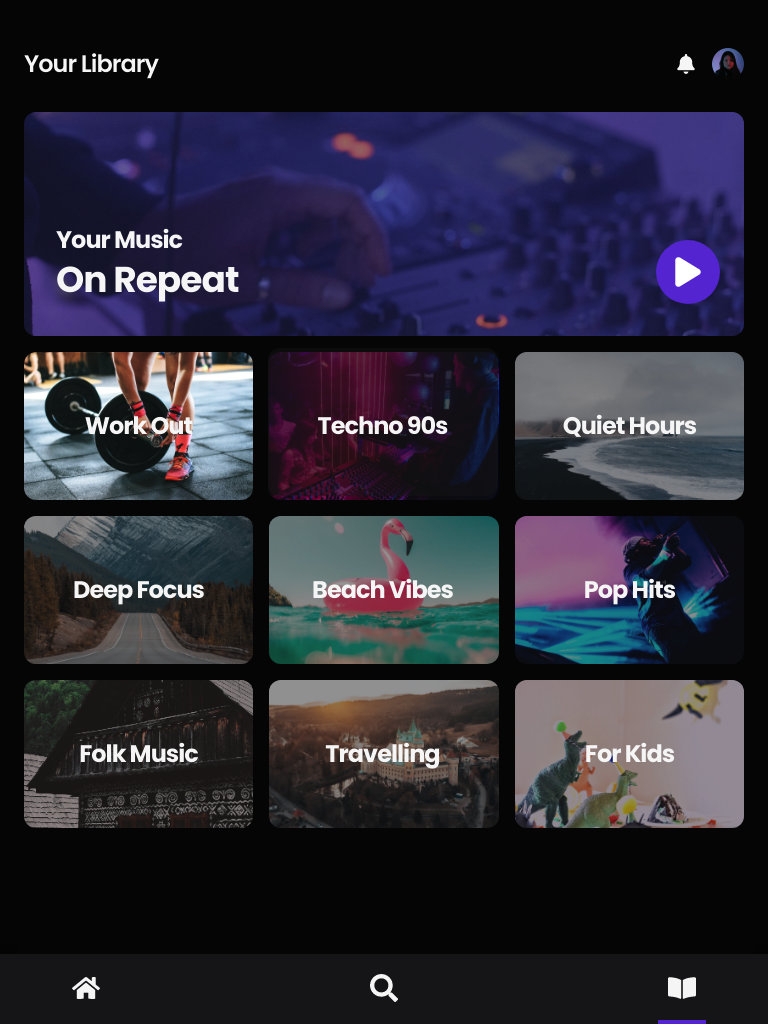 Your Library
Your Music
On Repeat
Work Out
Techno 90s
Quiet Hours
Deep Focus
Beach Vibes
Pop Hits
Folk Music
Travelling
For Kids